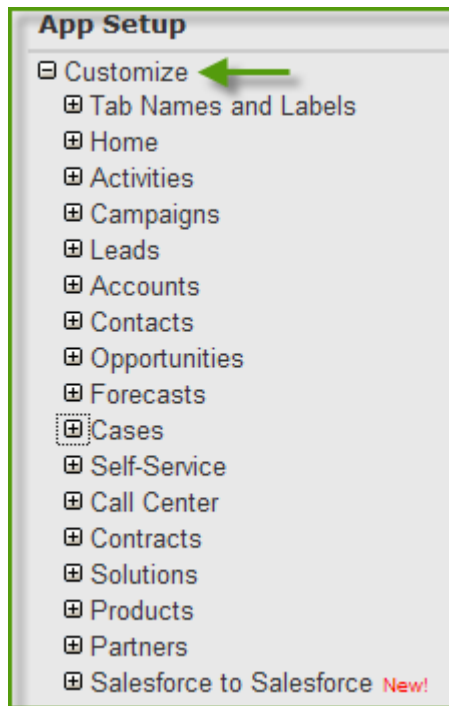 App Setup
Customize
Tab Names and Labels
Home
Activities
Campaigns
Leads
Accounts
Contacts
Opportunities
Forecasts
Cases
Self-Service
Call Center
Contracts
Solutions
Products
Partners
Salesforce to Salesforce New!